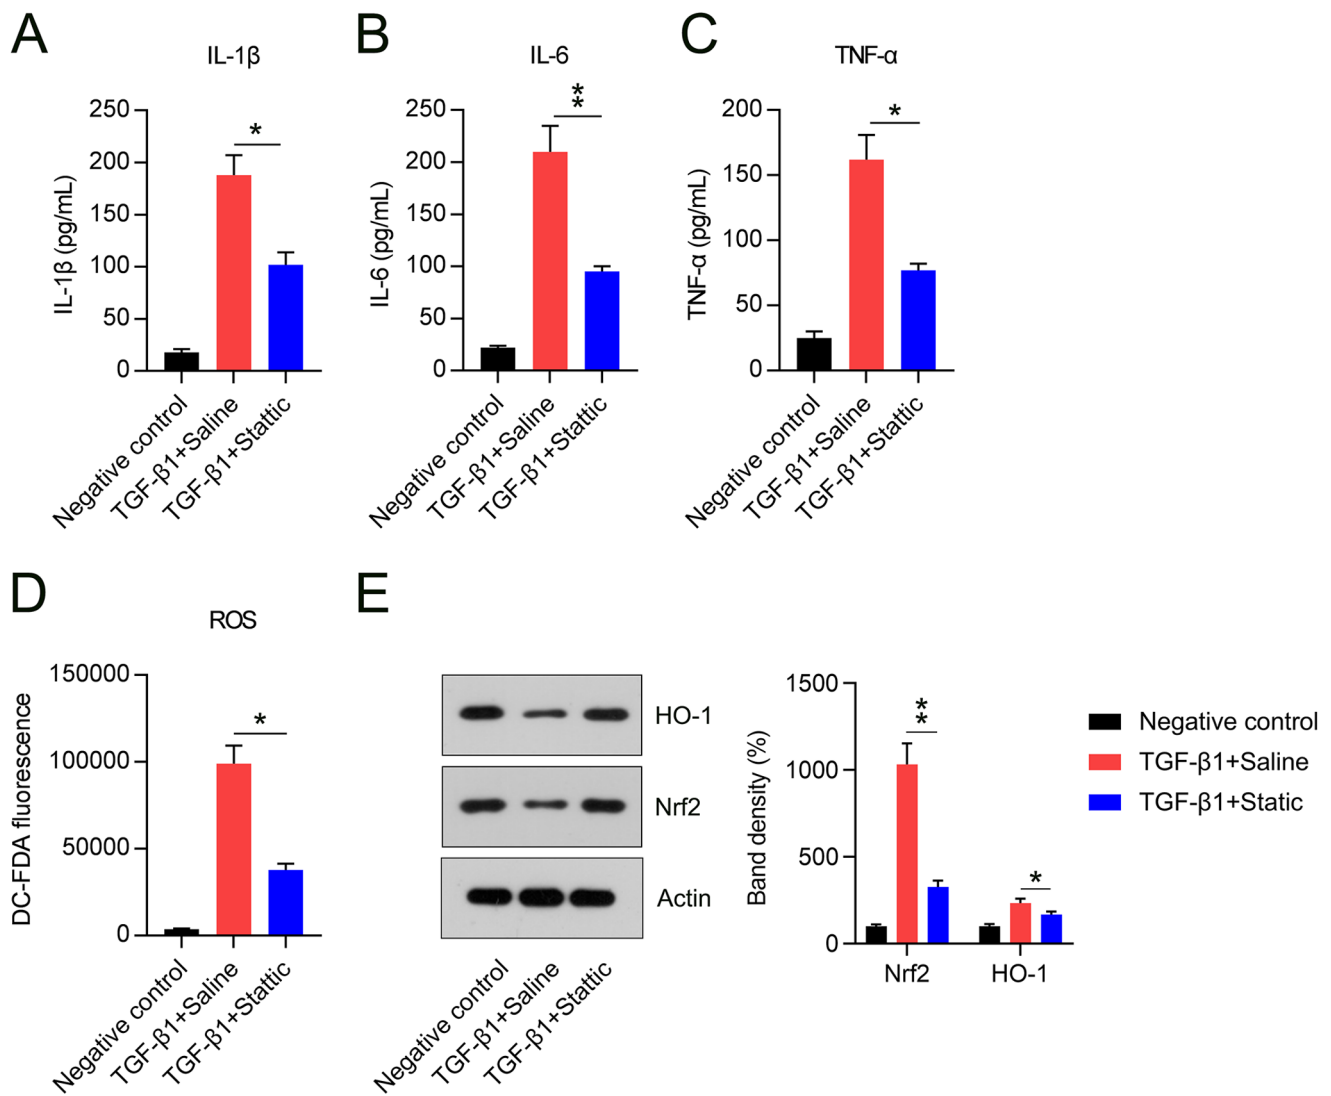 A
IL-1β
IL-1β (pg/mL)
250
200
150
100
50
0
*
Negative control
TGF-β1+Saline
TGF-β1+Stattic
B
IL-6
IL-6 (pg/mL)
250
200
150
100
50
0
**
Negative control
TGF-β1+Saline
TGF-β1+Stattic
C
TNF-α
TNF-α (pg/mL)
200
150
100
50
0
*
Negative control
TGF-β1+Saline
TGF-β1+Stattic
D
ROS
DC-FDA fluorescence
150000
100000
50000
0
*
Negative control
TGF-β1+Saline
TGF-β1+Stattic
E
HO-1
Nrf2
Actin
Negative control
TGF-β1+Saline
TGF-β1+Stattic
Band density (%)
1500
1000
500
0
**
*
Nrf2
HO-1
Negative control
TGF-β1+Saline
TGF-β1+Static